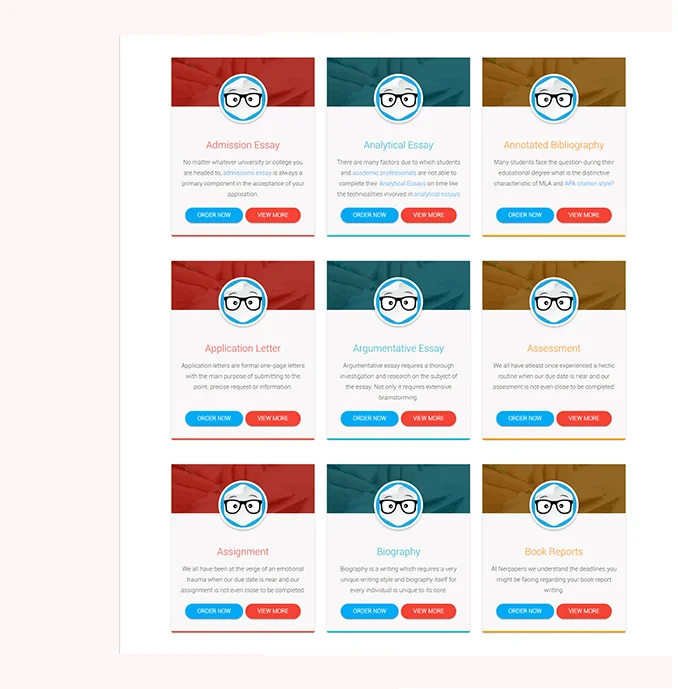 Admission Essay
No matter whatever university or college you
are headed to, admissions essay is always a
primary component in the acceptance of your
application.
ORDER NOW
VIEW MORE
Analytical Essay
There are many factors due to which students
and academic professionals are not able to
complete their Analytical Essays on time like
the technicalities involved in analytical essays
ORDER NOW
VIEW MORE
Annotated Bibliography
Many students face the question during their
educational degree what is the distinctive
characteristic of MLA and APA citation style?
ORDER NOW
VIEW MORE
Application Letter
Application letters are formal one-page letters
with the main purpose of submitting to the
point, precise request or information.
ORDER NOW
VIEW MORE
Argumentative Essay
Argumentative essay requires a thorough
investigation and research on the subject of
the essay. Not only it requires extensive
brainstorming.
ORDER NOW
VIEW MORE
Assessment
We all have atleast once experienced a hectic
routine when our due date is near and our
assesment is not even close to be completed.
ORDER NOW
VIEW MORE
Assignment
We all have been at the verge of an emotional
trauma when our due date is near and our
assignment is not even close to be completed
ORDER NOW
VIEW MORE
Biography
Biography is a writing which requires a very
unique writing style and biography itself for
every individual is unique to its core.
ORDER NOW
VIEW MORE
Book Reports
At Nerpapers we understand the deadlines you
might be facing regarding your book report
writing.
ORDER NOW
VIEW MORE